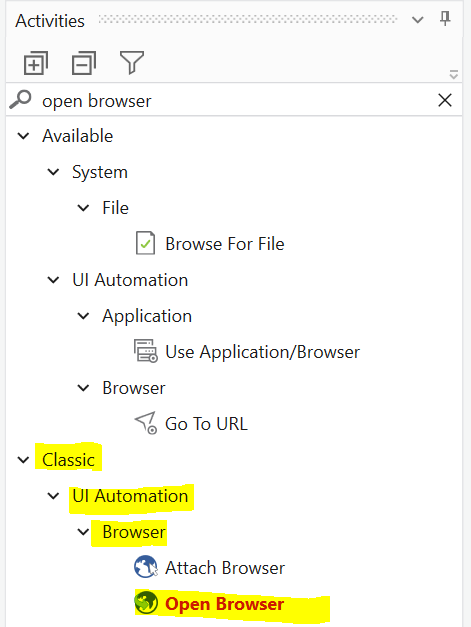 Activities
open browser
Available
System
File
Browse For File
UI Automation
Application
Use Application/Browser
Browser
Go To URL
Classic
UI Automation
Browser
Attach Browser
Open Browser